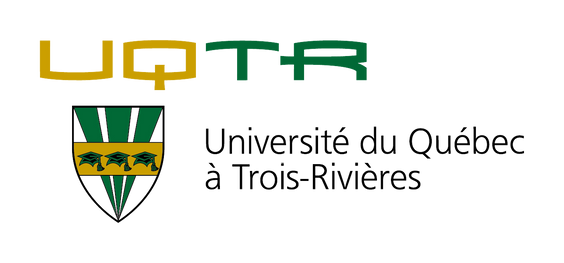 UQTR
Université du Québec
à Trois-Rivières